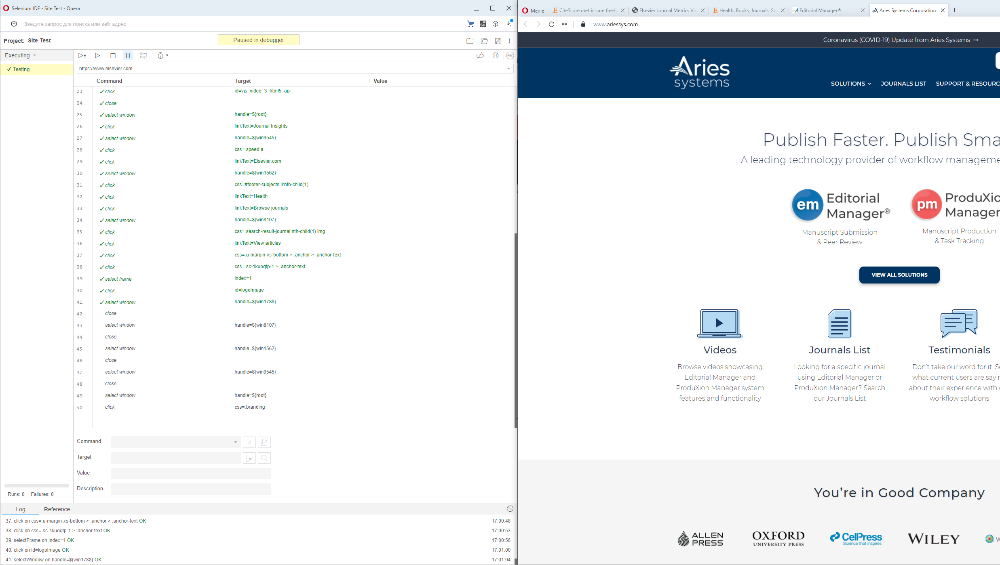 Selenium IDE - Site Test - Opera
Введите запрос для поиска или веб-адрес
Project: Site Test
Paused in debugger
Executing
Testing
https://www.elsevier.com
Command Target Value
23 click id=vjs_video_3_html5_api
24 close
25 select window handle=${root}
26 click linkText=Journal Insights
27 select window handle=${win9545}
28 click css=.speed a
29 click linkText=Elsevier.com
30 select window handle=${win1562}
31 click css=#footer-subjects li:nth-child(1)
32 click linkText=Health
33 click linkText=Browse journals
34 select window handle=${win8107}
35 click css=.search-result-journal:nth-child(1) img
36 click linkText=View articles
37 click css=.u-margin-xs-bottom > .anchor > .anchor-text
38 click css=.sc-1kuoqtp-1 > .anchor-text
39 select frame index=1
40 click id=logoImage
41 select window handle=${win1788}
42 close
43 select window handle=${win8107}
44 close
45 select window handle=${win1562}
46 close
47 select window handle=${win9545}
48 close
49 select window handle=${root}
50 click css=.branding
Command //
Target
Value
Description
Runs: 0 Failures: 0
Log Reference
37. click on css=.u-margin-xs-bottom > .anchor > .anchor-text OK 17:00:48
38. click on css=.sc-1kuoqtp-1 > .anchor-text OK 17:00:53
39. selectFrame on index=1 OK 17:00:56
40. click on id=logoImage OK 17:01:00
41. selectWindow on handle=${win1788} OK 17:01:04
Меню CiteScore metrics are freely Elsevier Journal Metrics Vis Health. Books, Journals, So Editorial Manager® Aries Systems Corporation
www.ariessys.com
Coronavirus (COVID-19) Update from Aries Systems →
Aries
systems
SOLUTIONS JOURNALS LIST SUPPORT & RESOURC
Publish Faster. Publish Sma
A leading technology provider of workflow manageme
em Editorial Manager®
pm ProduXio Manager
Manuscript Submission
& Peer Review
Manuscript Production
& Task Tracking
VIEW ALL SOLUTIONS
Videos
Browse videos showcasing
Editorial Manager and
ProduXion Manager system
features and functionality
Journals List
Looking for a specific journal
using Editorial Manager or
ProduXion Manager? Search
our Journals List
Testimonials
Don't take our word for it. Se
what current users are sayin
about their experience with o
workflow solutions
You're in Good Company
ALLEN PRESS
OXFORD UNIVERSITY PRESS
CellPress Science that inspires
WILEY
W